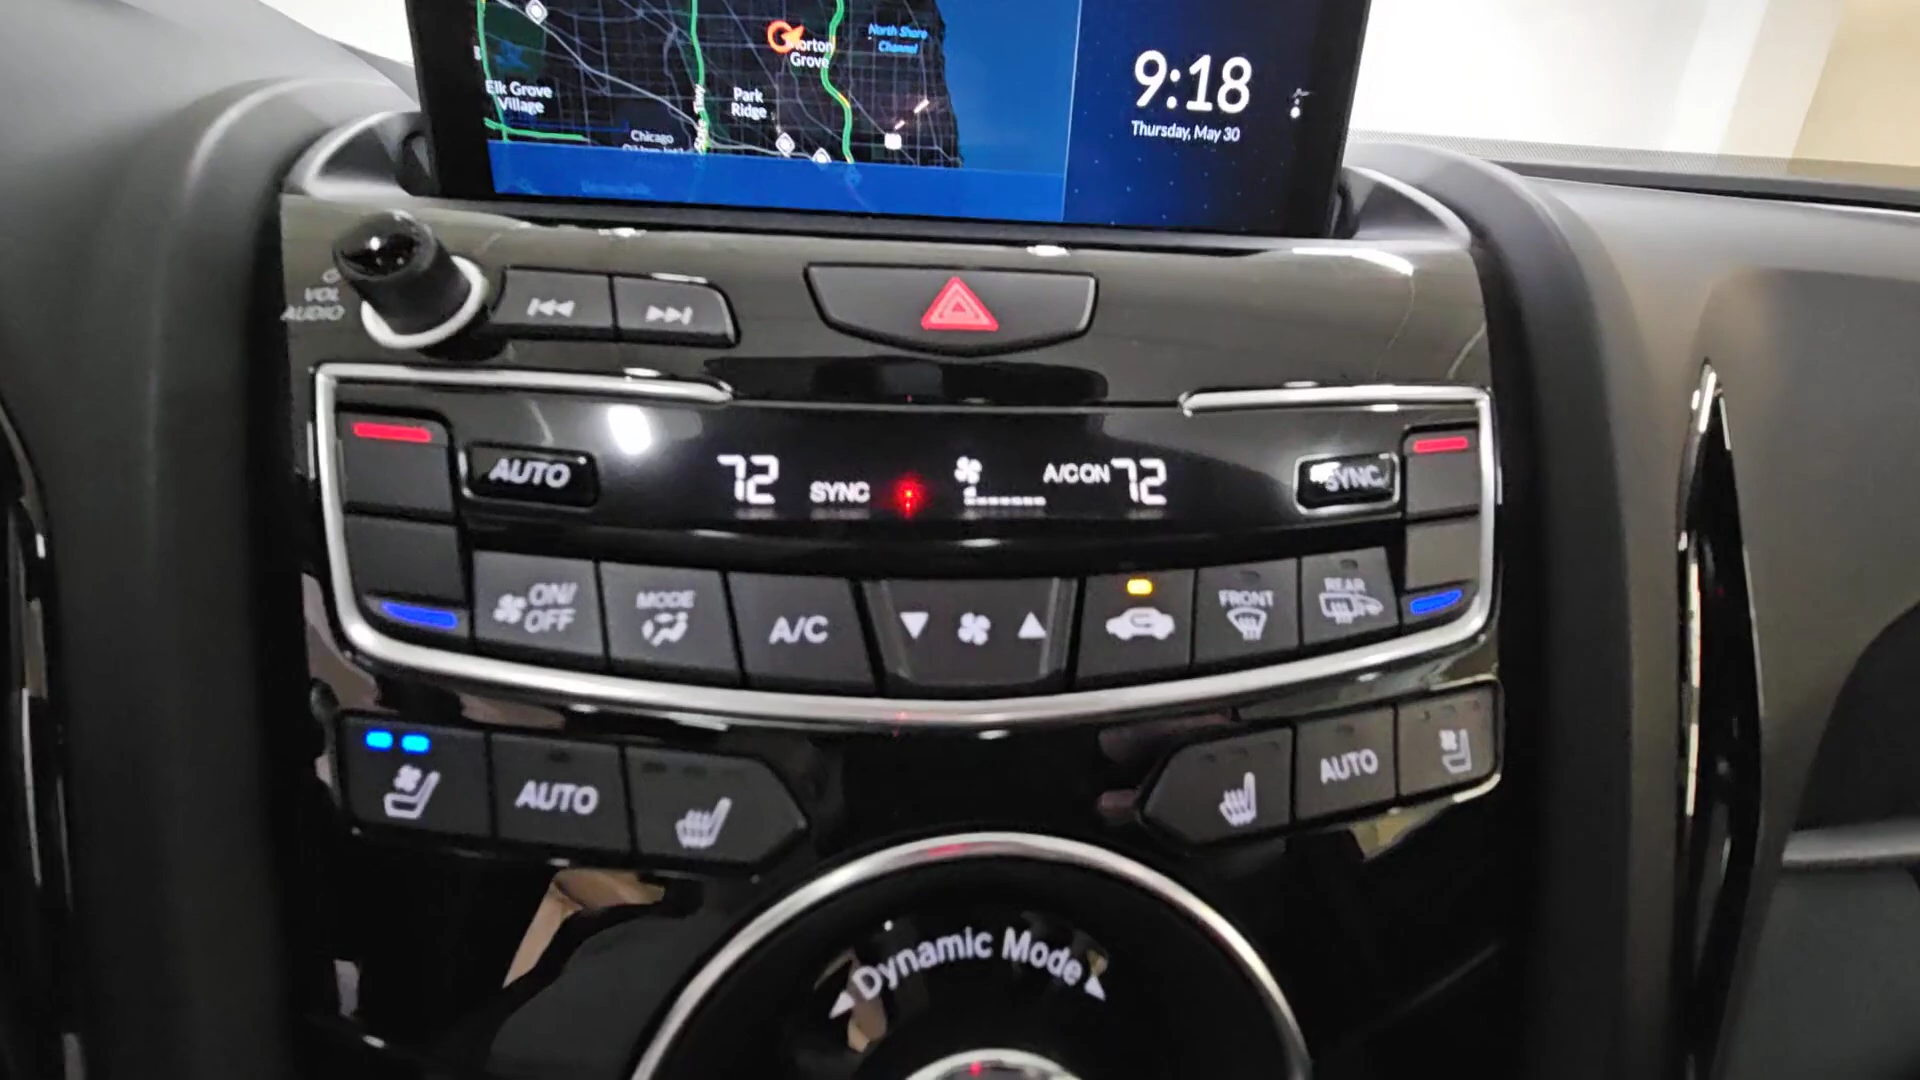 Morton
Grove
North Shore
Channel
Elk Grove
Village
Park
Ridge
Chicago
9:18
Thursday, May 30
VOL
AUDIO
AUTO
72
SYNC
A/C ON
72
SYNC
ON/
OFF
MODE
A/C
FRONT
REAR
AUTO
AUTO
Dynamic Mode